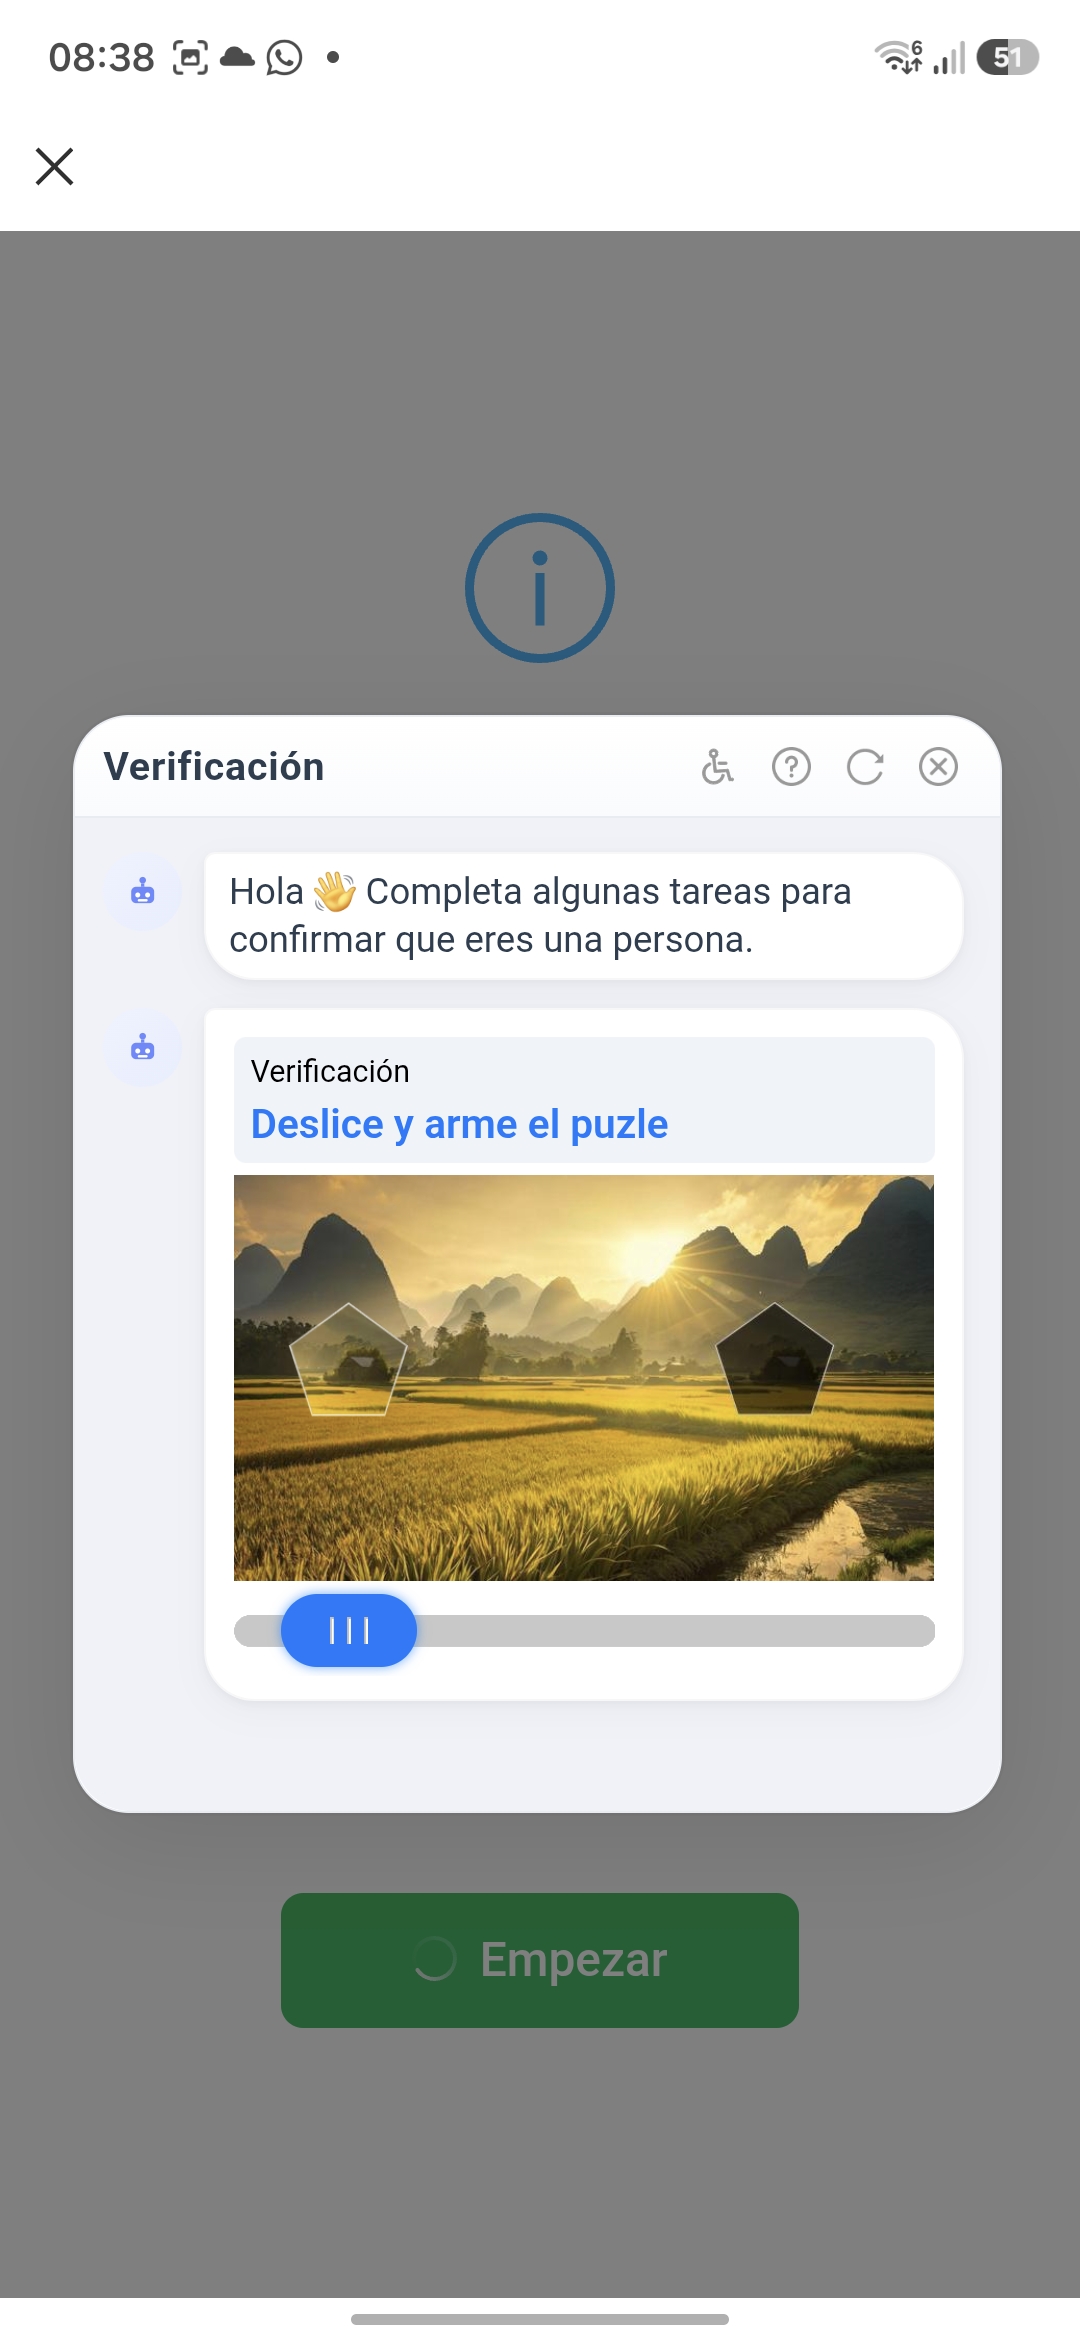 08:38
6
51
Verificación
Hola 👋 Completa algunas tareas para
confirmar que eres una persona.
Verificación
Deslice y arme el puzle
Empezar